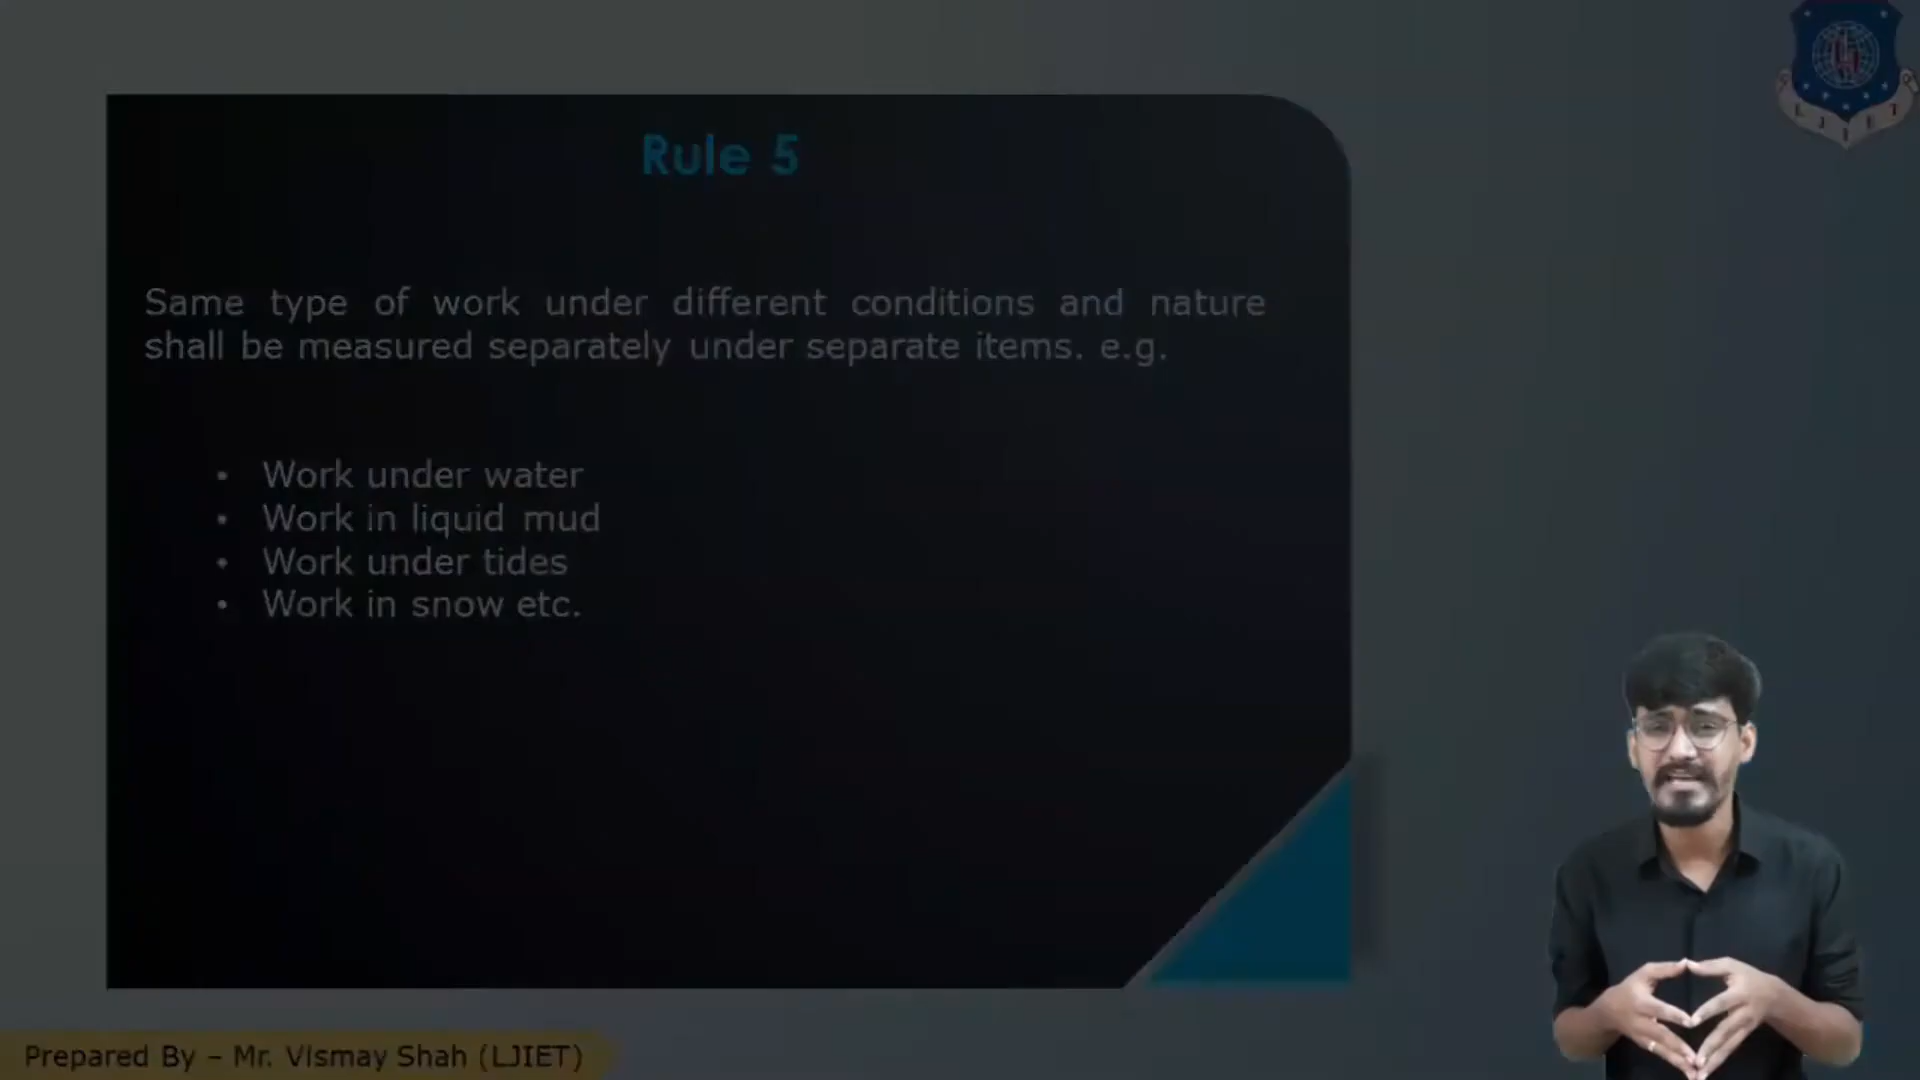 Rule 5
Same type of work under different conditions and nature
shall be measured separately under separate items. e.g.
• Work under water
• Work in liquid mud
• Work under tides
• Work in snow etc.
Prepared By – Mr. Vismay Shah (LJIET)
L J I E T